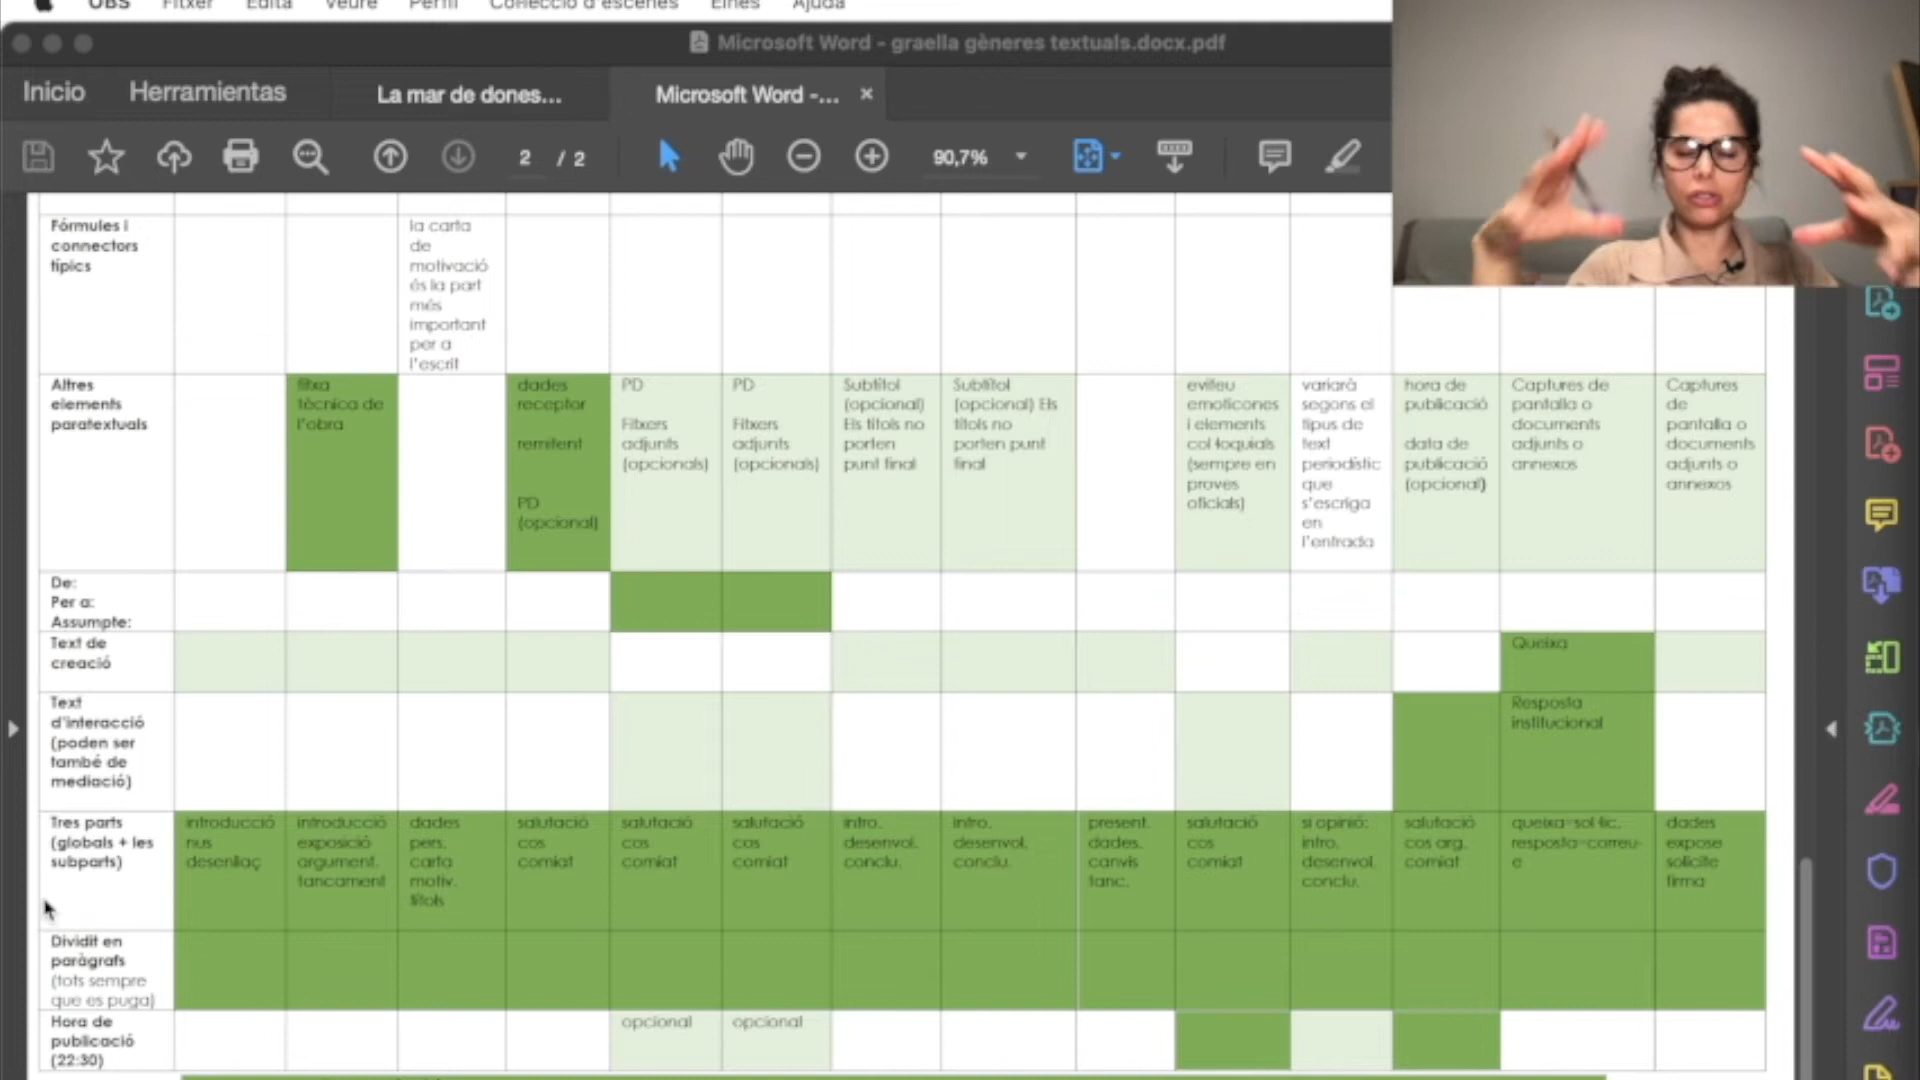 OBS Fitxer Edita Veure Perfil Col·lecció d'escenes Eines Ajuda
Microsoft Word - graella gèneres textuals.docx.pdf
Inicio Herramientas La mar de dones... Microsoft Word -... ×
2 / 2 90,7%
Fórmules i
connectors
típics
la carta
de
motivació
és la part
més
important
per a
l'escrit
Altres
elements
paratextuals
fitxa
tècnica de
l'obra
dades
receptor
remitent
PD
(opcional)
PD
Fitxers
adjunts
(opcionals)
PD
Fitxers
adjunts
(opcionals)
Subtítol
(opcional)
Els títols no
porten
punt final
Subtítol
(opcional) Els
títols no
porten punt
final
eviteu
emoticones
i elements
col·loquials
(sempre en
proves
oficials)
variarà
segons el
tipus de
text
periodístic
que
s'escriga
en
l'entrada
hora de
publicació
data de
publicació
(opcional)
Captures de
pantalla o
documents
adjunts o
annexos
Captures
de
pantalla o
documents
adjunts o
annexos
De:
Per a:
Assumpte:
Text de
creació
Queixa
Text
d'interacció
(poden ser
també de
mediació)
Resposta
institucional
Tres parts
(globals + les
subparts)
introducció
nus
desenllaç
introducció
exposició
argument.
tancament
dades
pers.
carta
motiv.
títols
salutació
cos
comiat
salutació
cos
comiat
salutació
cos
comiat
intro.
desenvol.
conclu.
intro.
desenvol.
conclu.
present.
dades.
canvis
tanc.
salutació
cos
comiat
si opinió:
intro.
desenvol.
conclu.
salutació
cos arg.
comiat
queixa=sol·lic.
resposta=correu-
e
dades
expose
solicite
firma
Dividit en
paràgrafs
(tots sempre
que es puga)
Hora de
publicació
(22:30)
opcional
opcional